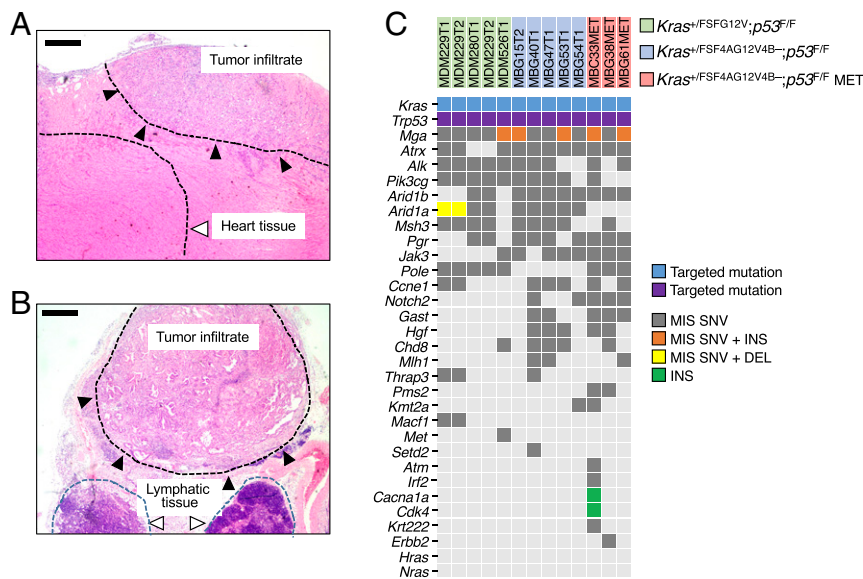 A
Tumor infiltrate
Heart tissue
B
Tumor infiltrate
Lymphatic tissue
C
MDM229T1
MDM229T2
MDM280T1
MDM226T2
MDM526T1
MBG15T2
MBG40T1
MBG47T1
MBG53T1
MBG54T1
MBC33MET
MBG38MET
MBG61MET
Kras+/FSFG12V;p53F/F
Kras+/FSF4AG12V4B–;p53F/F
Kras+/FSF4AG12V4B–;p53F/F MET
Kras
Trp53
Mga
Atrx
Alk
Pik3cg
Arid1b
Arid1a
Msh3
Pgr
Jak3
Pole
Ccne1
Notch2
Gast
Hgf
Chd8
Mlh1
Thrap3
Pms2
Kmt2a
Macf1
Met
Setd2
Atm
Irf2
Cacna1a
Cdk4
Krt222
Erbb2
Hras
Nras
Targeted mutation
Targeted mutation
MIS SNV
MIS SNV + INS
MIS SNV + DEL
INS